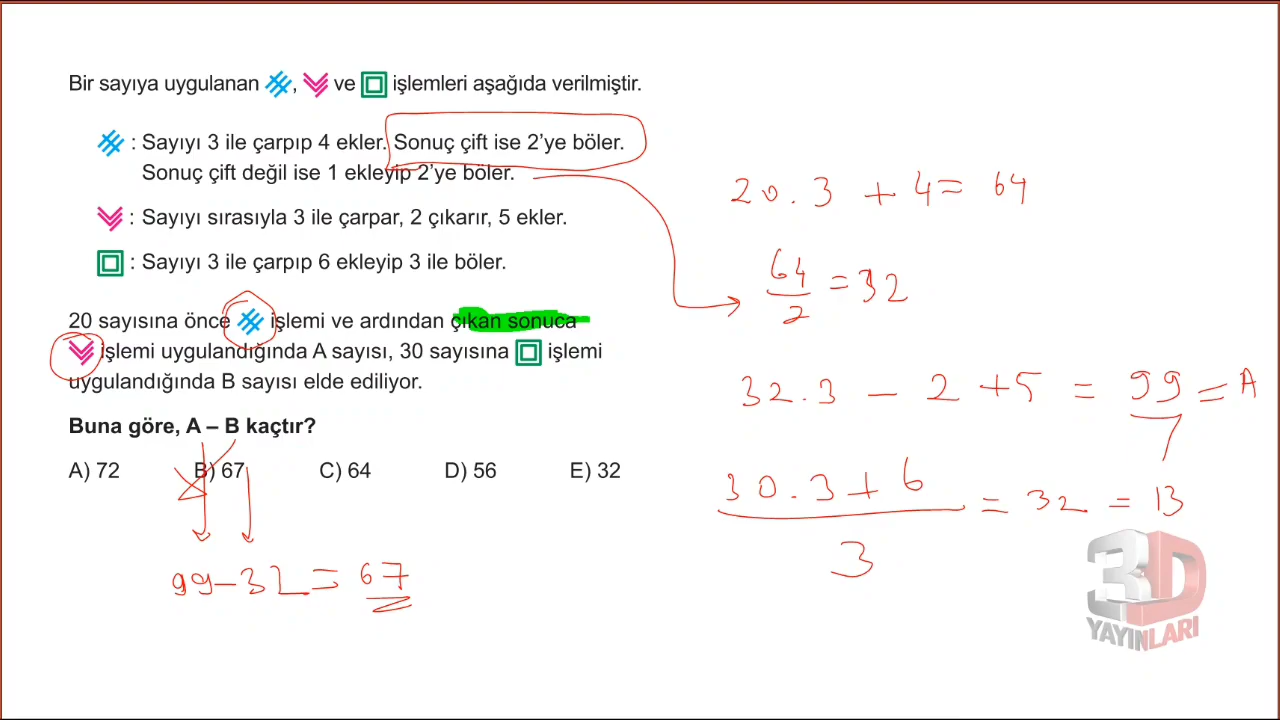 Bir sayıya uygulanan , ve işlemleri aşağıda verilmiştir.
: Sayıyı 3 ile çarpıp 4 ekler. Sonuç çift ise 2'ye böler.
Sonuç çift değil ise 1 ekleyip 2'ye böler.
: Sayıyı sırasıyla 3 ile çarpar, 2 çıkarır, 5 ekler.
: Sayıyı 3 ile çarpıp 6 ekleyip 3 ile böler.
20 sayısına önce işlemi ve ardından çıkan sonuca
işlemi uygulandığında A sayısı, 30 sayısına işlemi
uygulandığında B sayısı elde ediliyor.
Buna göre, A – B kaçtır?
A) 72 B) 67 C) 64 D) 56 E) 32
99-32=67
20.3+4=64
64
=32
2
32.3-2+5=99=A
30.3+6
=32=B
3
3D
YAYINLARI